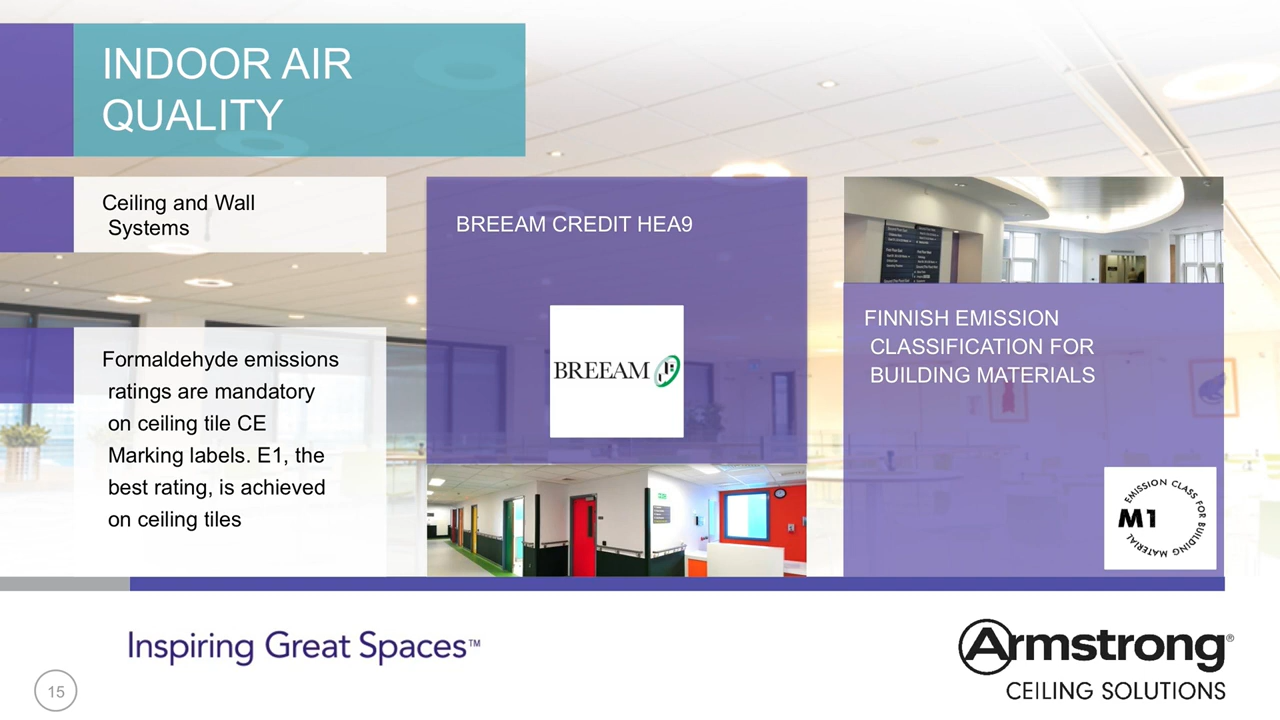 INDOOR AIR
QUALITY
Ceiling and Wall
Systems
Formaldehyde emissions
ratings are mandatory
on ceiling tile CE
Marking labels. E1, the
best rating, is achieved
on ceiling tiles
BREEAM CREDIT HEA9
BREEAM
FINNISH EMISSION
CLASSIFICATION FOR
BUILDING MATERIALS
M1
EMISSION CLASS FOR BUILDING MATERIAL
Inspiring Great Spaces™
Armstrong®
CEILING SOLUTIONS
15